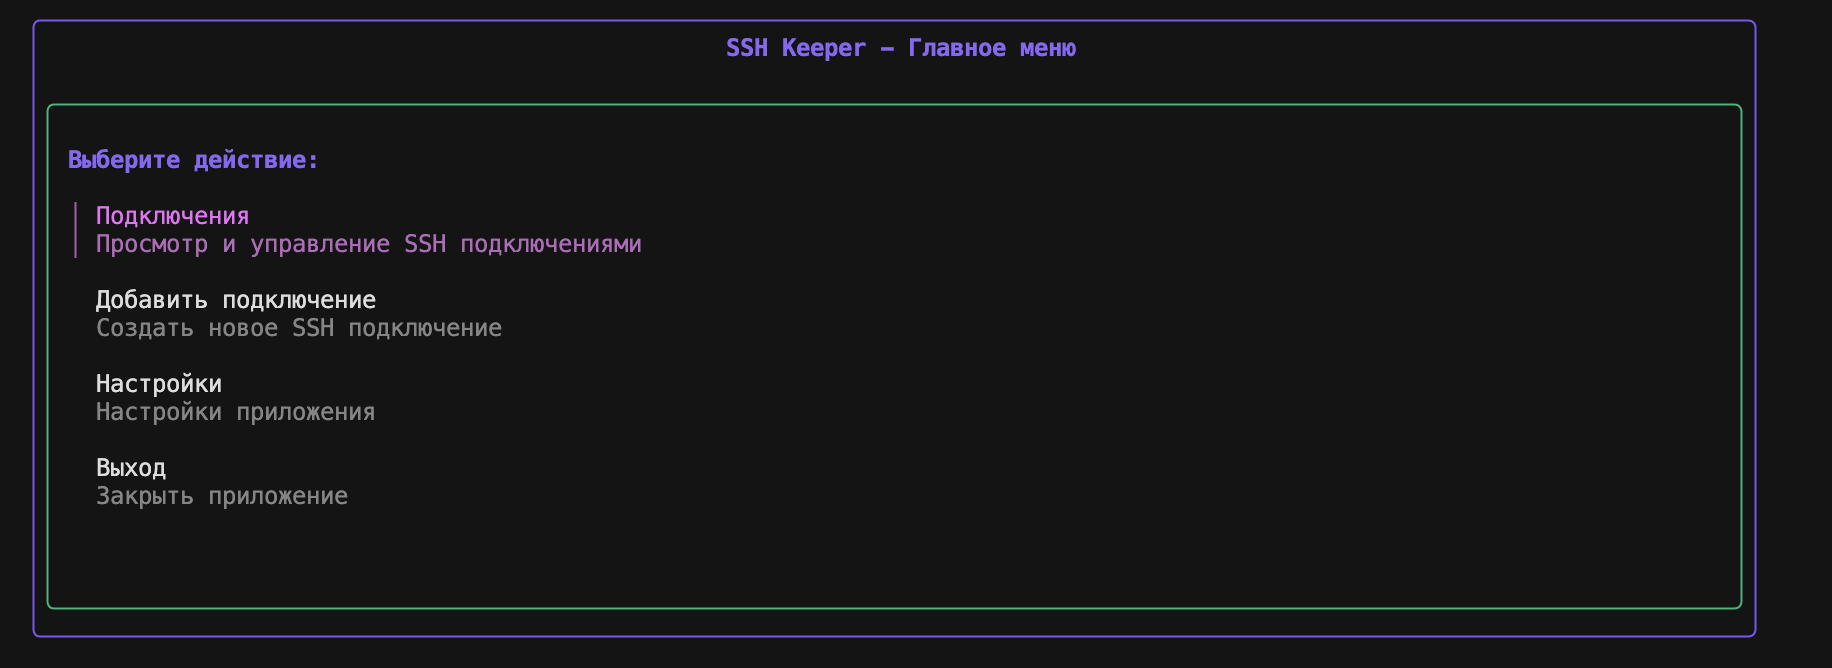 SSH Keeper – Главное меню
Выберите действие:
Подключения
Просмотр и управление SSH подключениями
Добавить подключение
Создать новое SSH подключение
Настройки
Настройки приложения
Выход
Закрыть приложение